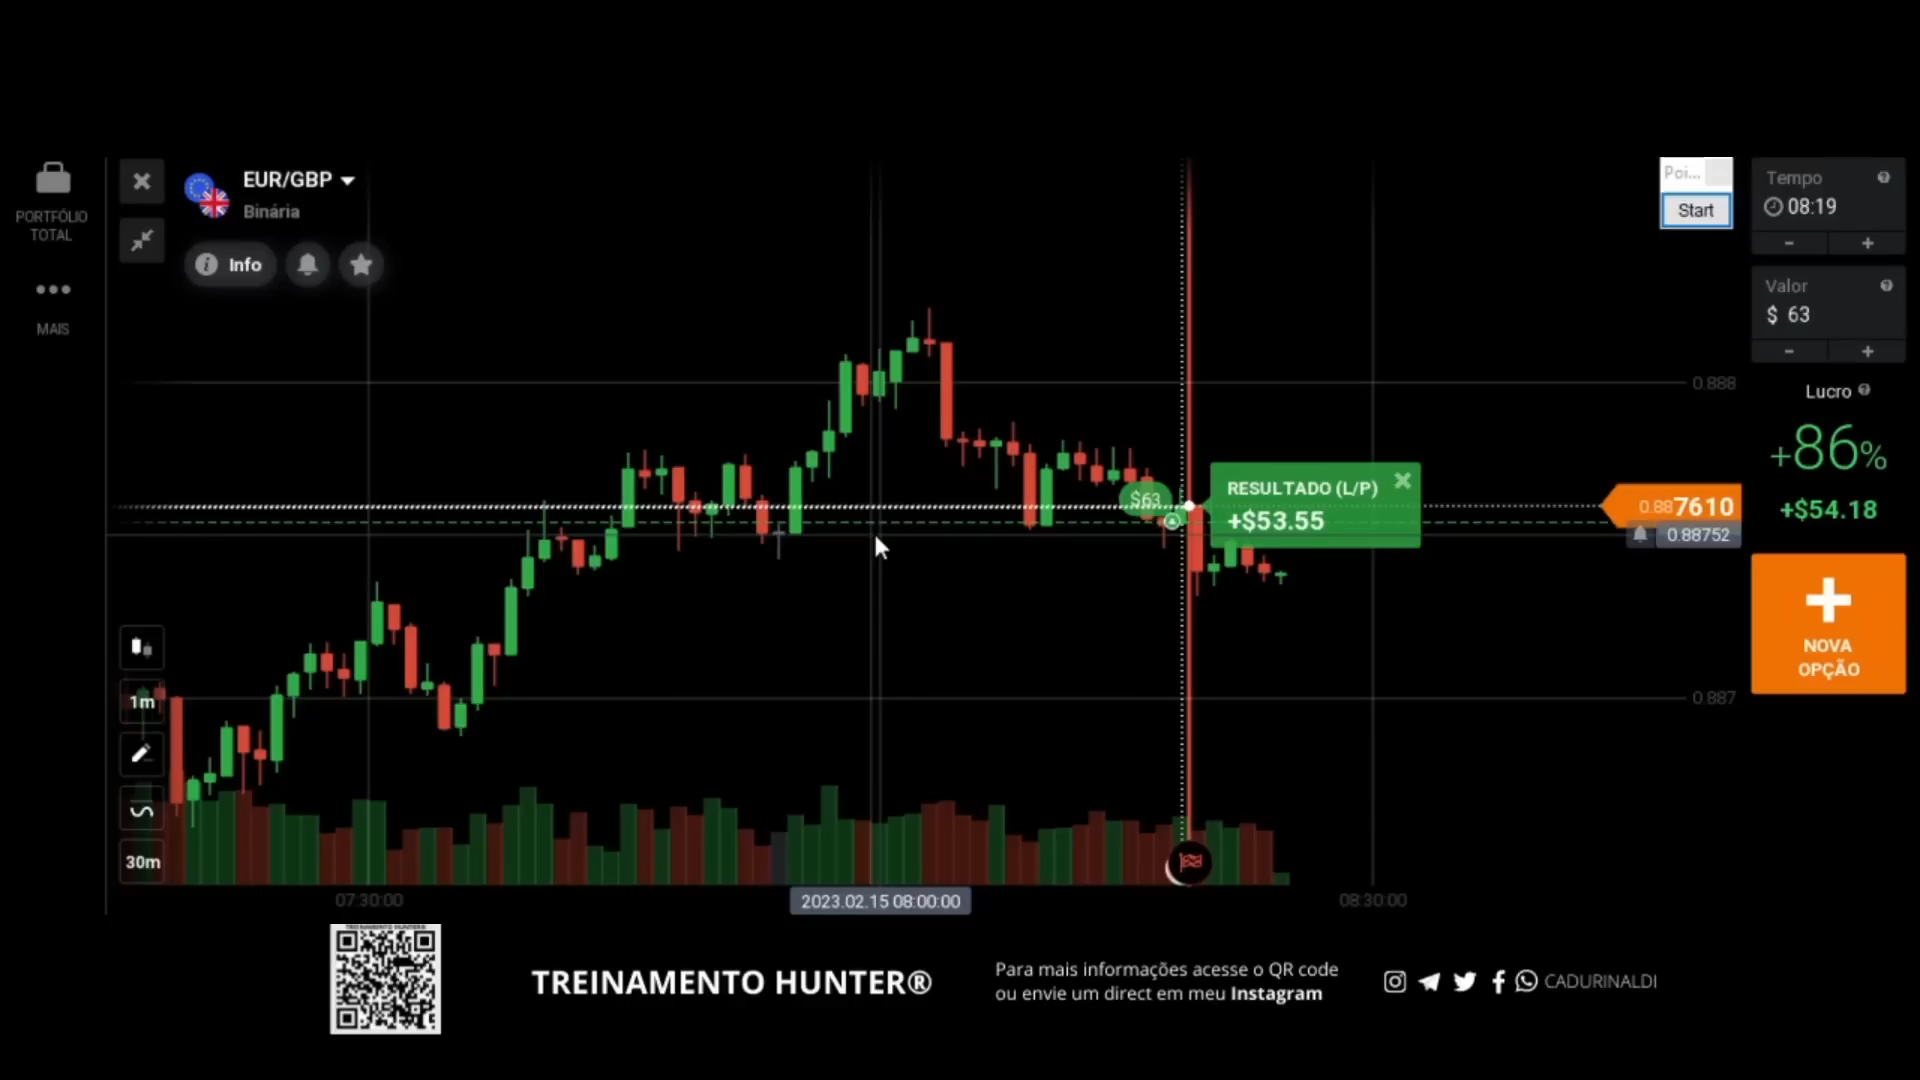 PORTFÓLIO
TOTAL
MAIS
EUR/GBP
Binária
Info
1m
30m
$63
RESULTADO (L/P)
+$53.55
Poi...
Start
0.888
0.887610
0.88752
0.887
07:30:00
2023.02.15 08:00:00
08:30:00
Tempo
08:19
- +
Valor
$ 63
- +
Lucro
+86%
+$54.18
NOVA
OPÇÃO
TREINAMENTO HUNTER®
Para mais informações acesse o QR code
ou envie um direct em meu Instagram
CADURINALDI